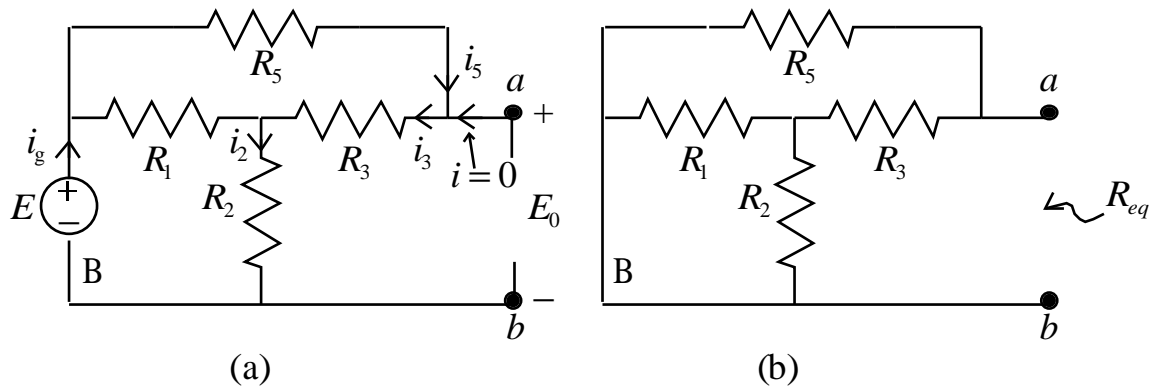 R5 i5 a +
ig R1 i2 R3 i3 i = 0
E + − R2 E0
B b −
(a)
R5 a
R1 R3
R2 Req
B b
(b)